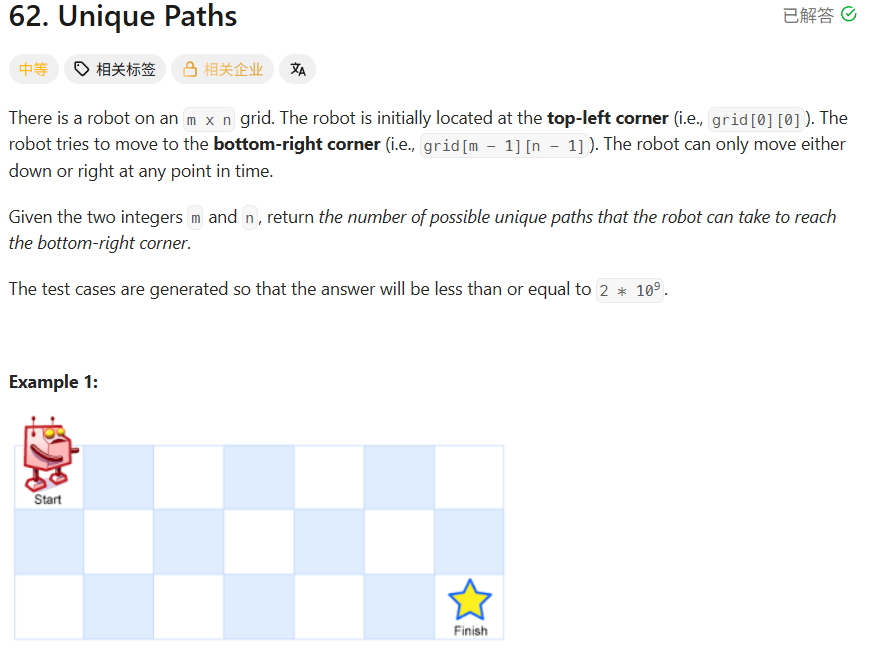 62. Unique Paths
已解答
中等
相关标签
相关企业
文A
There is a robot on an m x n grid. The robot is initially located at the top-left corner (i.e., grid[0][0]). The
robot tries to move to the bottom-right corner (i.e., grid[m - 1][n - 1]). The robot can only move either
down or right at any point in time.
Given the two integers m and n, return the number of possible unique paths that the robot can take to reach
the bottom-right corner.
The test cases are generated so that the answer will be less than or equal to 2 * 10⁹.
Example 1:
Start
Finish